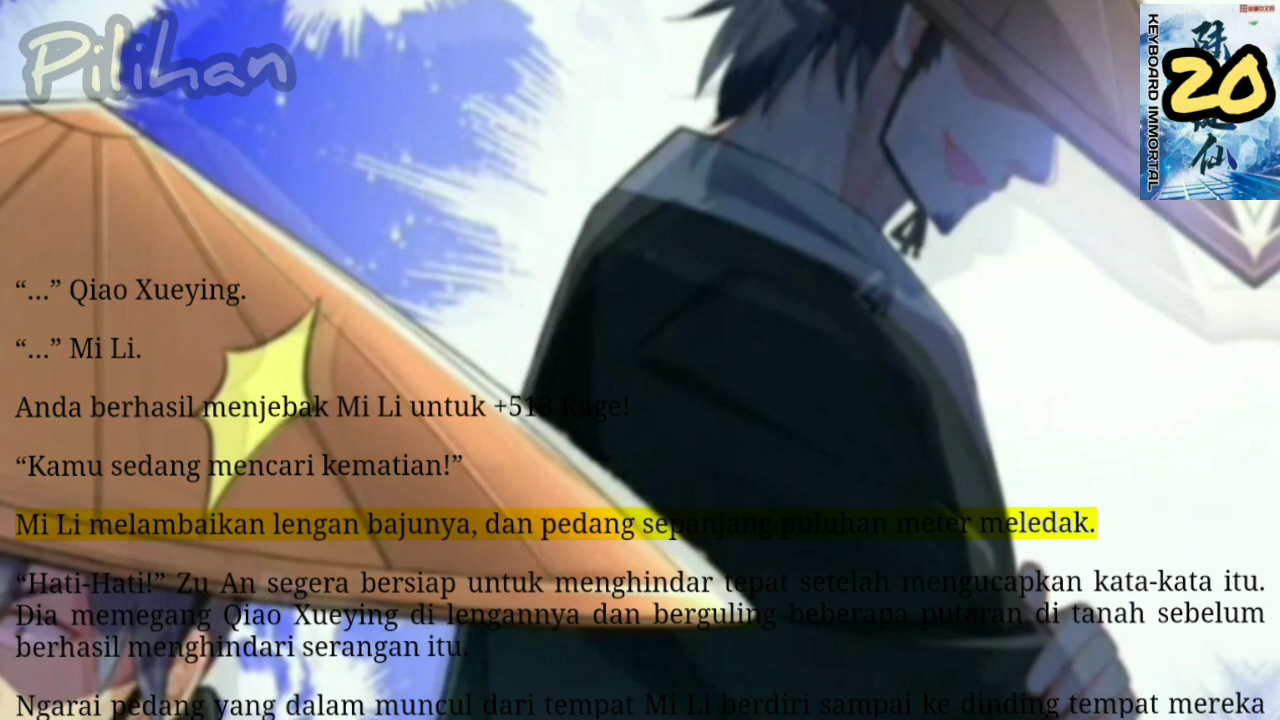 Pilihan
KEYBOARD IMMORTAL
20
“...” Qiao Xueying.
“...” Mi Li.
Anda berhasil menjebak Mi Li untuk +518 Rage!
“Kamu sedang mencari kematian!”
Mi Li melambaikan lengan bajunya, dan pedang sepanjang puluhan meter meledak.
“Hati-Hati!” Zu An segera bersiap untuk menghindar tepat setelah mengucapkan kata-kata itu.
Dia memegang Qiao Xueying di lengannya dan berguling beberapa putaran di tanah sebelum
berhasil menghindari serangan itu.
Ngarai pedang yang dalam muncul dari tempat Mi Li berdiri sampai ke dinding tempat mereka